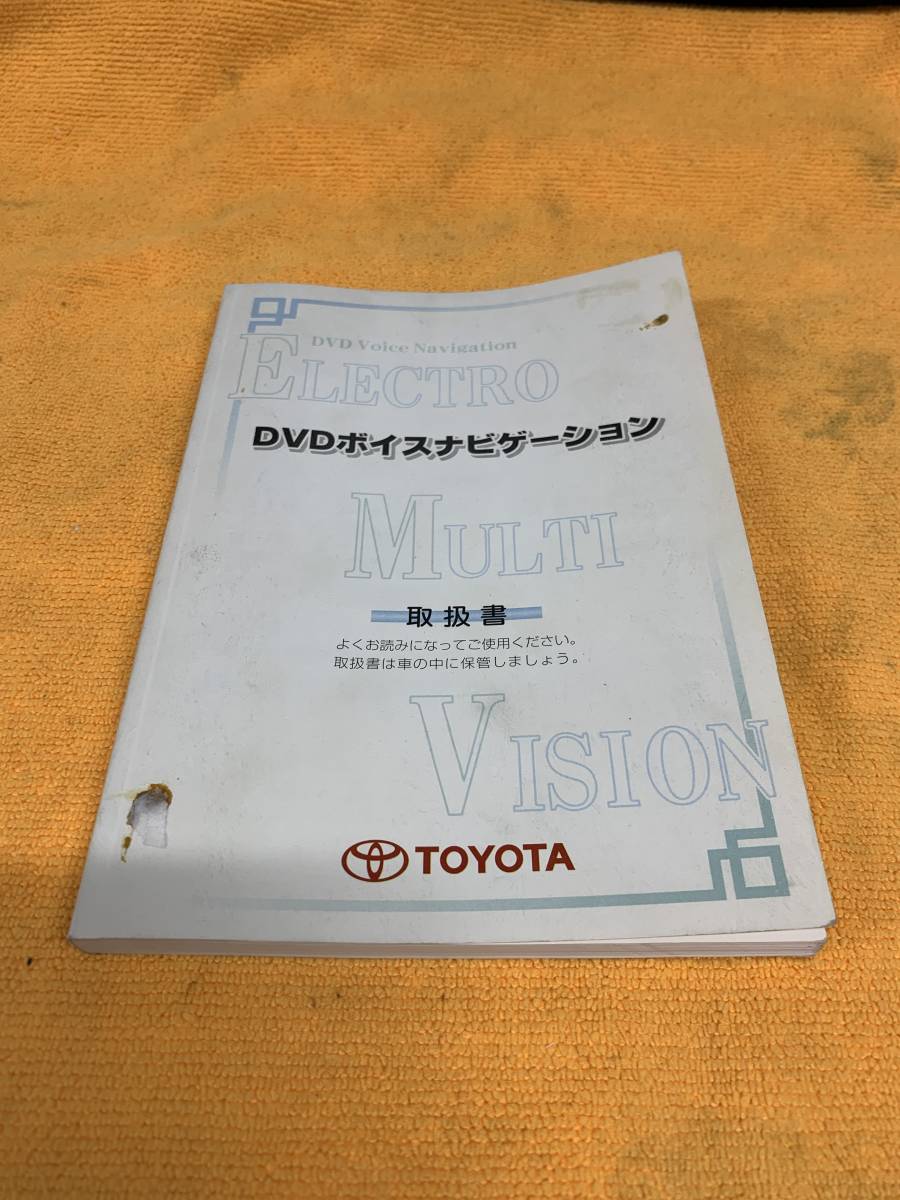 DVD Voice Navigation
ELECTRO
DVDボイスナビゲーション
MULTI
取扱書
よくお読みになってご使用ください。
取扱書は車の中に保管しましょう。
VISION
TOYOTA